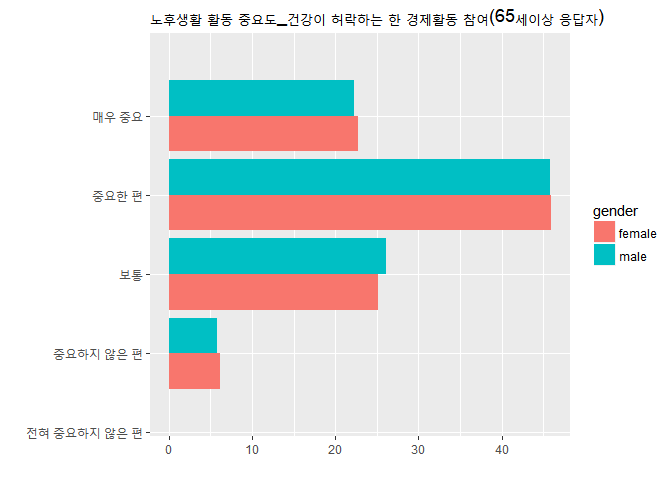 노후생활 활동 중요도_건강이 허락하는 한 경제활동 참여(65세이상 응답자)
매우 중요
중요한 편
보통
중요하지 않은 편
전혀 중요하지 않은 편
0 10 20 30 40
gender
female
male